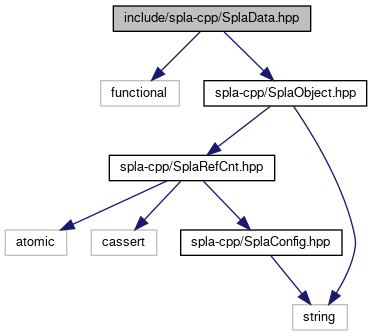 include/spla-cpp/SplaData.hpp
functional
spla-cpp/SplaObject.hpp
spla-cpp/SplaRefCnt.hpp
atomic
cassert
spla-cpp/SplaConfig.hpp
string